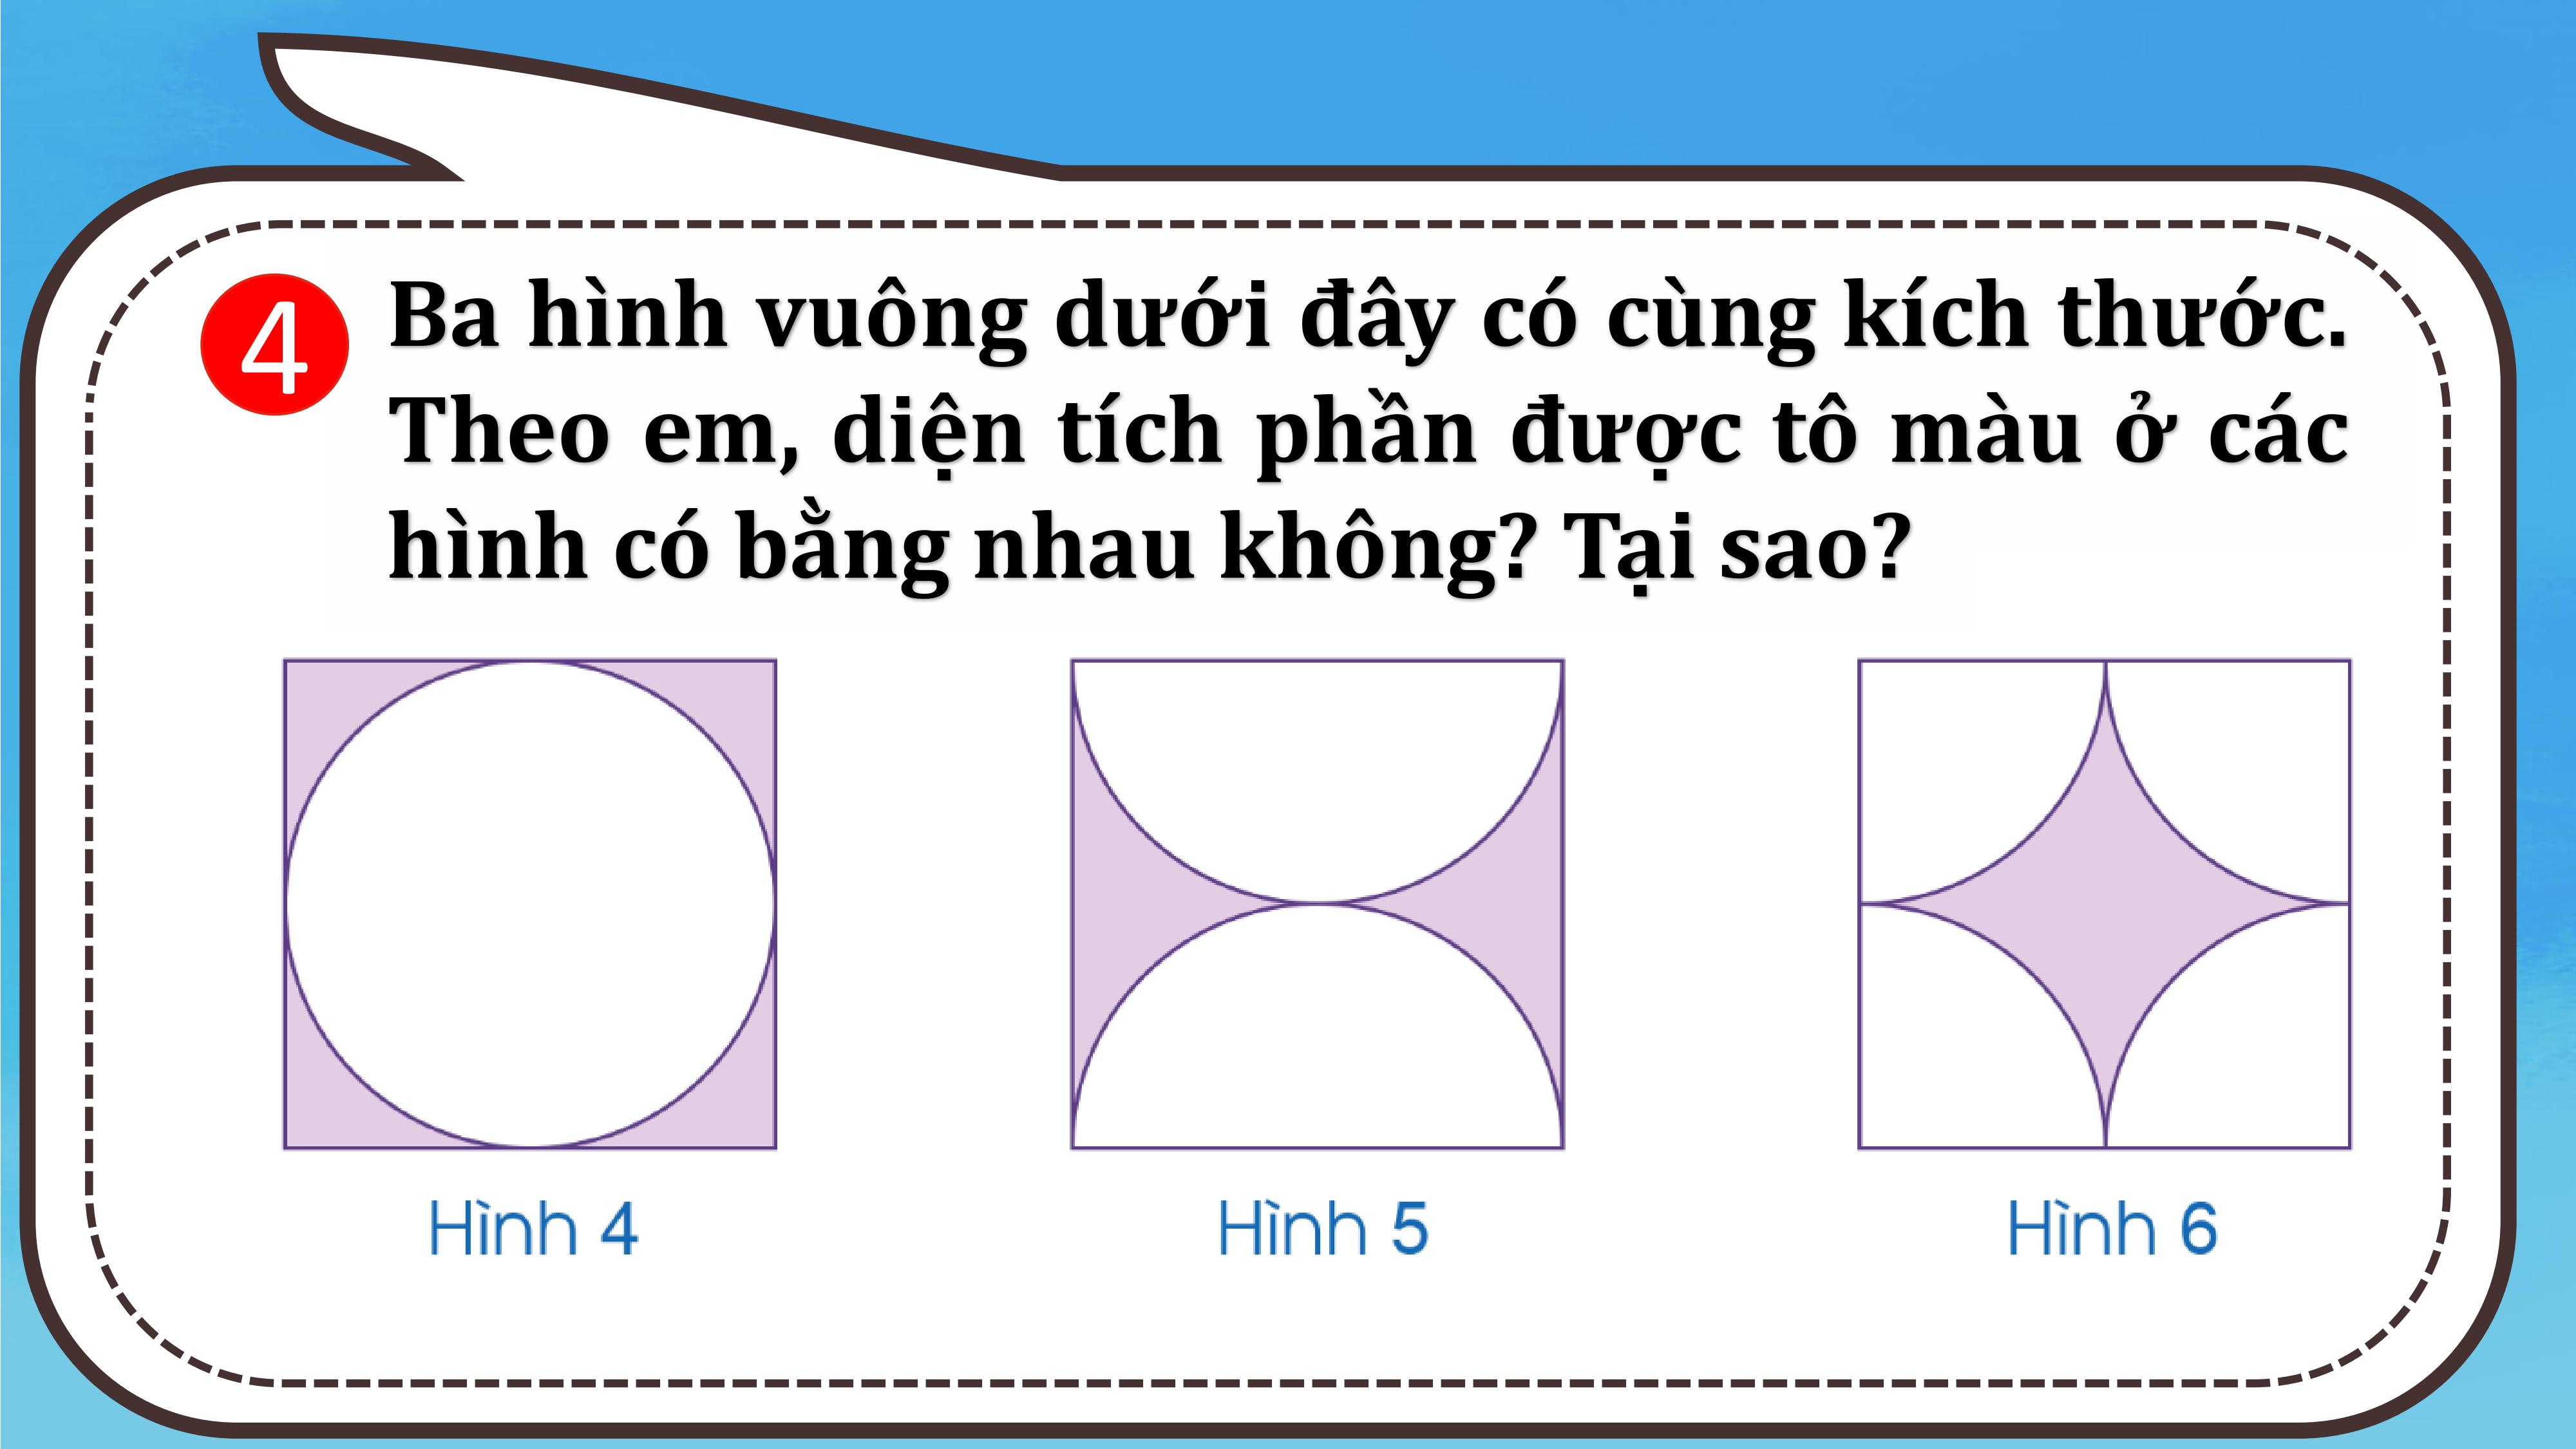 4 Ba hình vuông dưới đây có cùng kích thước.
Theo em, diện tích phần được tô màu ở các
hình có bằng nhau không? Tại sao?
Hình 4 Hình 5 Hình 6